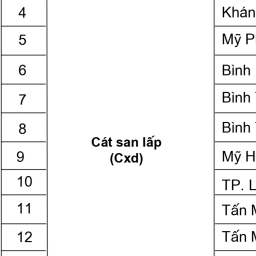 4 Khán
5 Mỹ P
6 Bình
7 Bình
8 Bình
Cát san lấp
(Cxd)
9 Mỹ H
10 TP. L
11 Tấn M
12 Tấn M